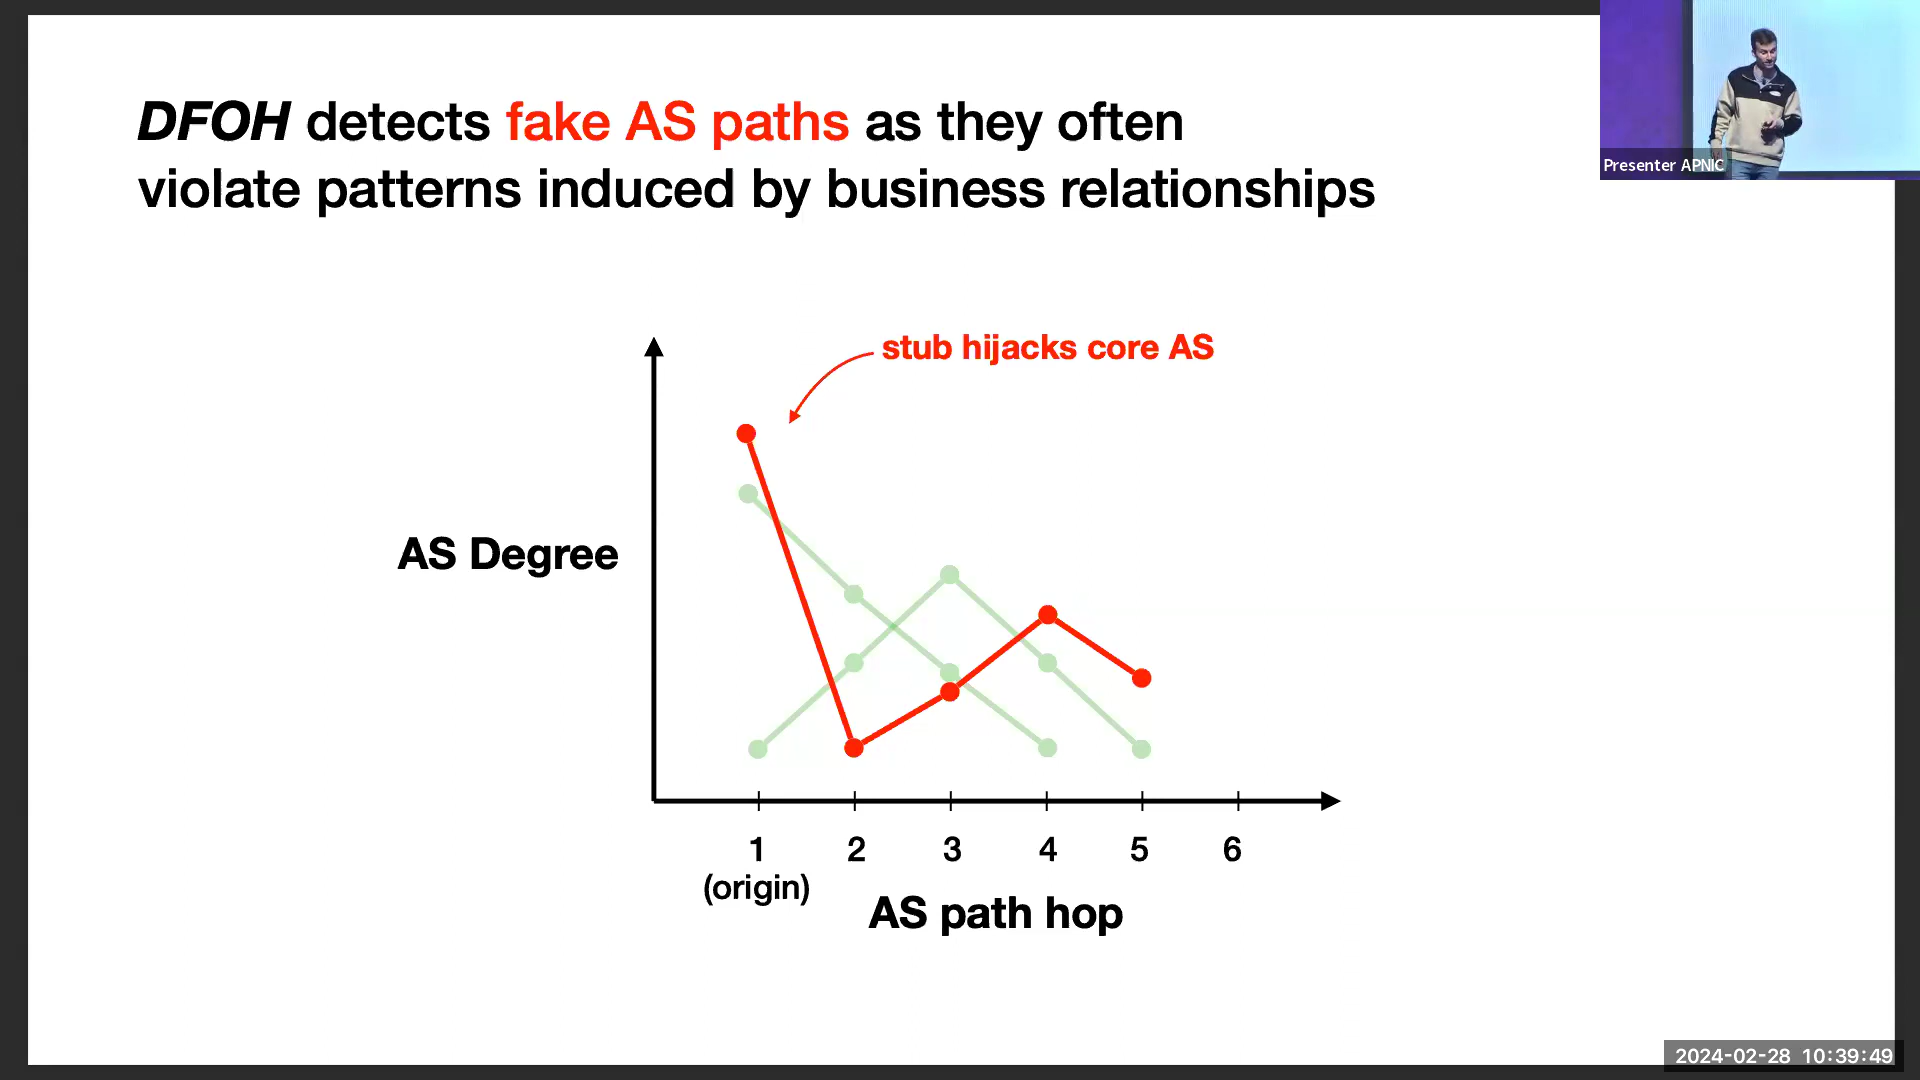 DFOH detects fake AS paths as they often
violate patterns induced by business relationships
Presenter APNIC
stub hijacks core AS
AS Degree
1 2 3 4 5 6
(origin)
AS path hop
2024-02-28 10:39:49